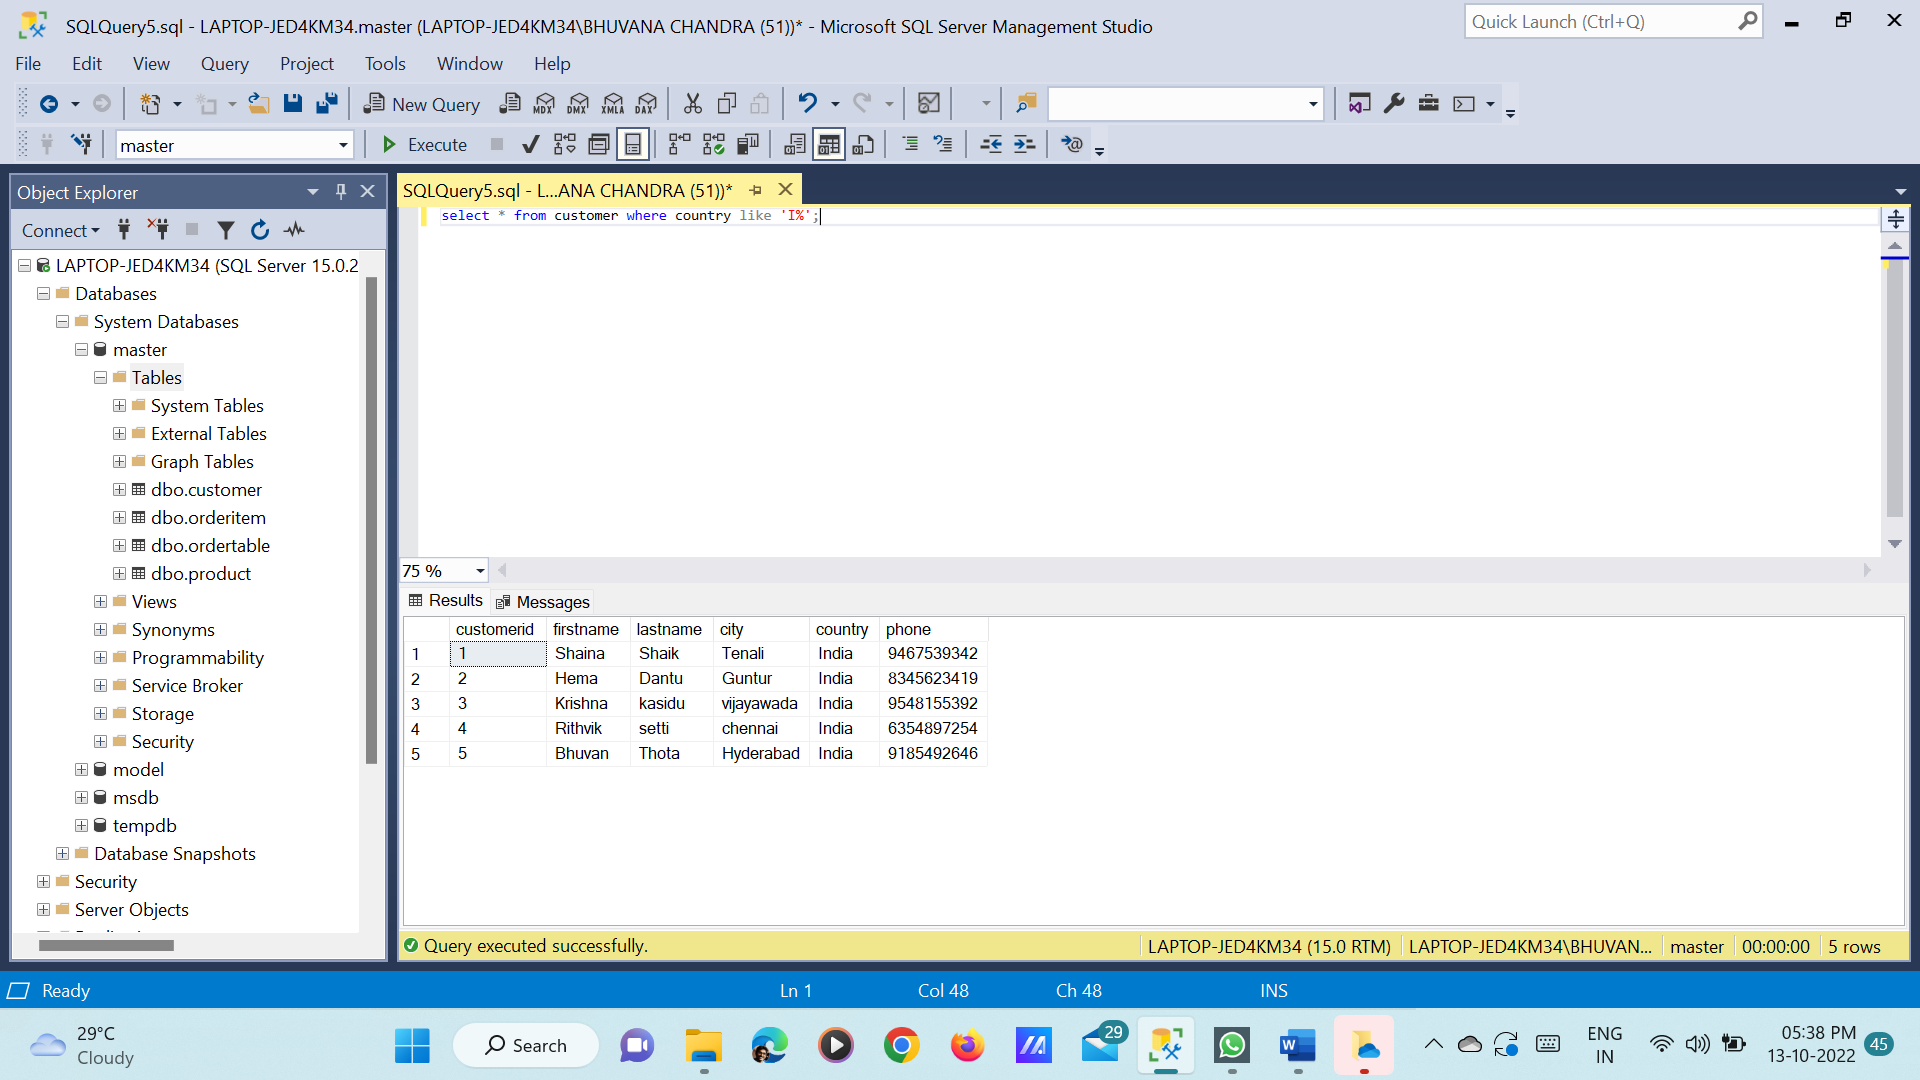 SQLQuery5.sql - LAPTOP-JED4KM34.master (LAPTOP-JED4KM34\BHUVANA CHANDRA (51))* - Microsoft SQL Server Management Studio
Quick Launch (Ctrl+Q)
File Edit View Query Project Tools Window Help
New Query MDX DMX XMLA DAX
master Execute
Object Explorer
SQLQuery5.sql - L...ANA CHANDRA (51))*
Connect
select * from customer where country like 'I%';
LAPTOP-JED4KM34 (SQL Server 15.0.2
Databases
System Databases
master
Tables
System Tables
External Tables
Graph Tables
dbo.customer
dbo.orderitem
dbo.ordertable
dbo.product
Views
Synonyms
Programmability
Service Broker
Storage
Security
model
msdb
tempdb
Database Snapshots
Security
Server Objects
75 %
Results Messages
customerid firstname lastname city country phone
1 1 Shaina Shaik Tenali India 9467539342
2 2 Hema Dantu Guntur India 8345623419
3 3 Krishna kasidu vijayawada India 9548155392
4 4 Rithvik setti chennai India 6354897254
5 5 Bhuvan Thota Hyderabad India 9185492646
Query executed successfully. LAPTOP-JED4KM34 (15.0 RTM) LAPTOP-JED4KM34\BHUVAN... master 00:00:00 5 rows
Ready Ln 1 Col 48 Ch 48 INS
29°C
Cloudy
Search
29
W
ENG
IN
05:38 PM
13-10-2022
45